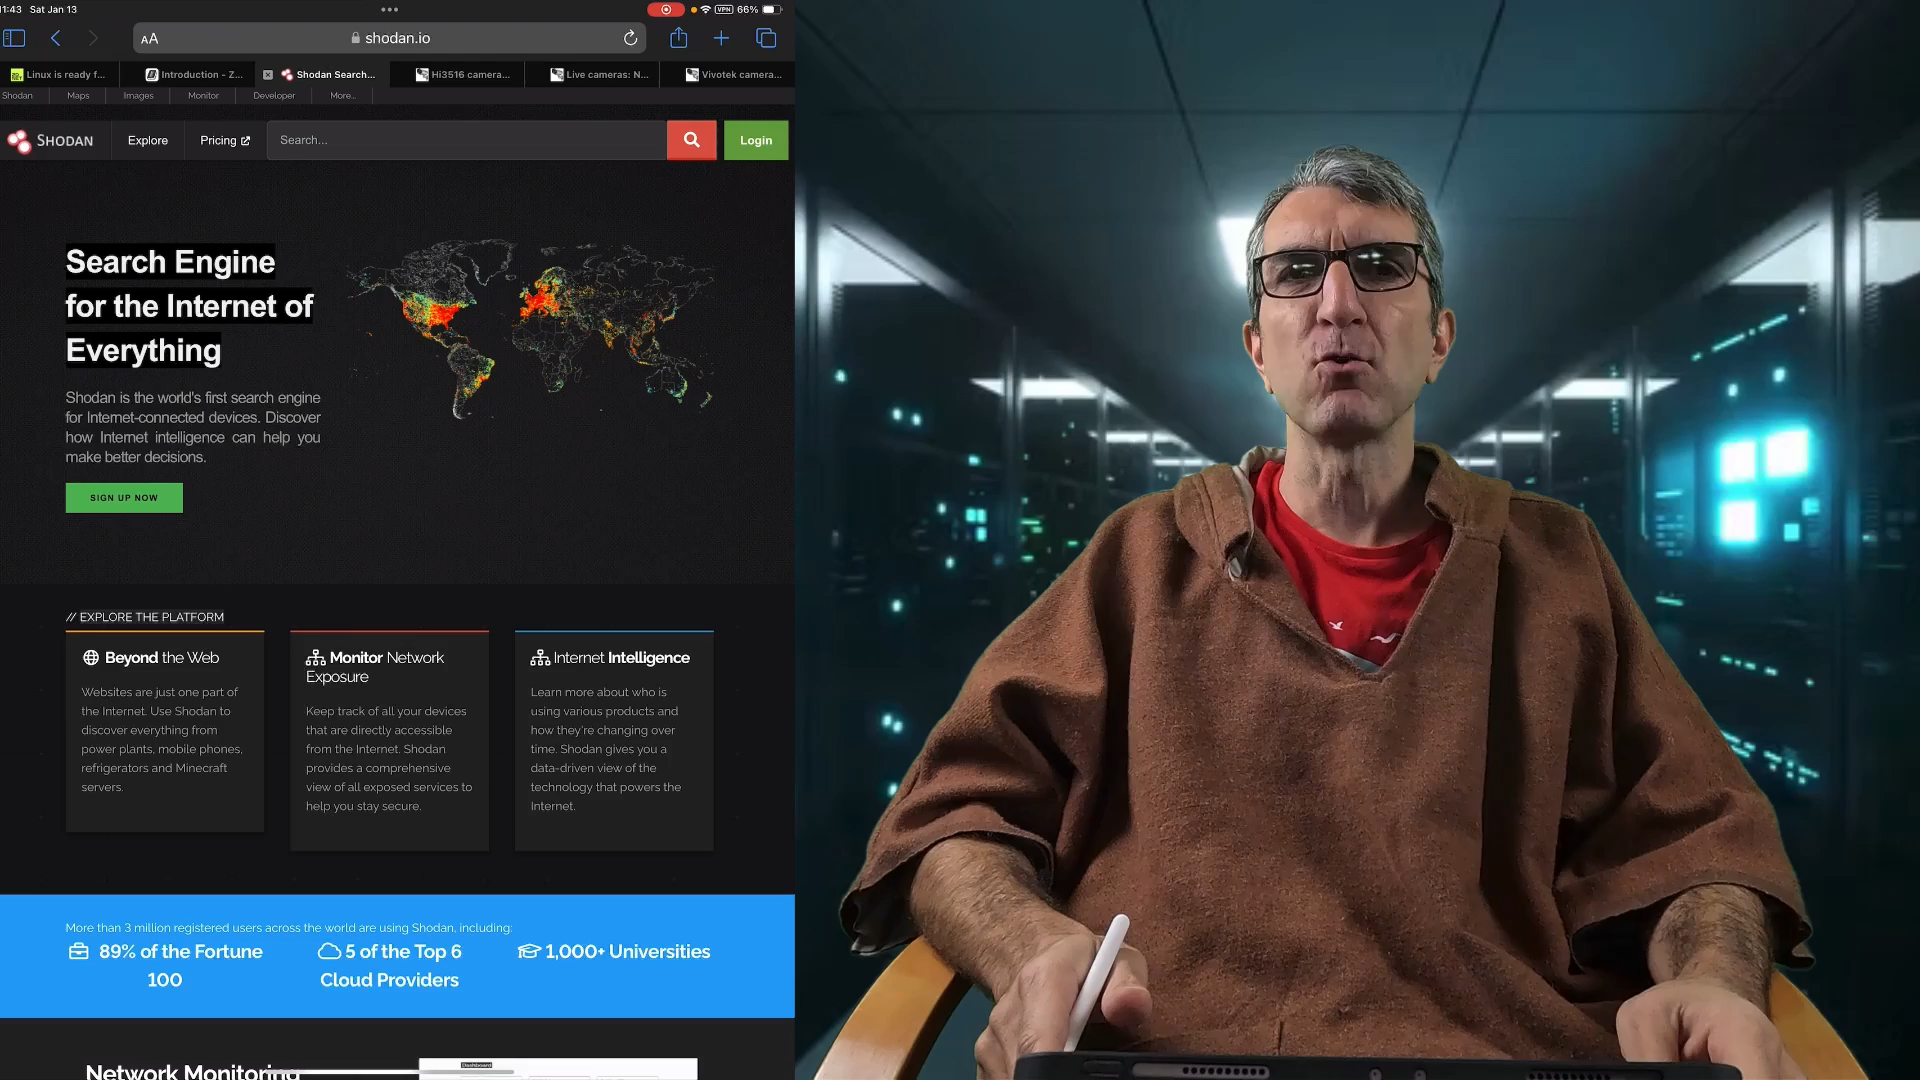 11:43 Sat Jan 13
VPN 66%
AA shodan.io
Linux is ready f...
Introduction - Z...
Shodan Search...
Hi3516 camera...
Live cameras: N...
Vivotek camera...
Shodan Maps Images Monitor Developer More...
SHODAN Explore Pricing Search... Login
Search Engine
for the Internet of
Everything
Shodan is the world's first search engine
for Internet-connected devices. Discover
how Internet intelligence can help you
make better decisions.
SIGN UP NOW
// EXPLORE THE PLATFORM
Beyond the Web
Websites are just one part of
the Internet. Use Shodan to
discover everything from
power plants, mobile phones,
refrigerators and Minecraft
servers.
Monitor Network
Exposure
Keep track of all your devices
that are directly accessible
from the Internet. Shodan
provides a comprehensive
view of all exposed services to
help you stay secure.
Internet Intelligence
Learn more about who is
using various products and
how they're changing over
time. Shodan gives you a
data-driven view of the
technology that powers the
Internet.
More than 3 million registered users across the world are using Shodan, including:
89% of the Fortune
100
5 of the Top 6
Cloud Providers
1,000+ Universities
Network Monitoring
Dashboard